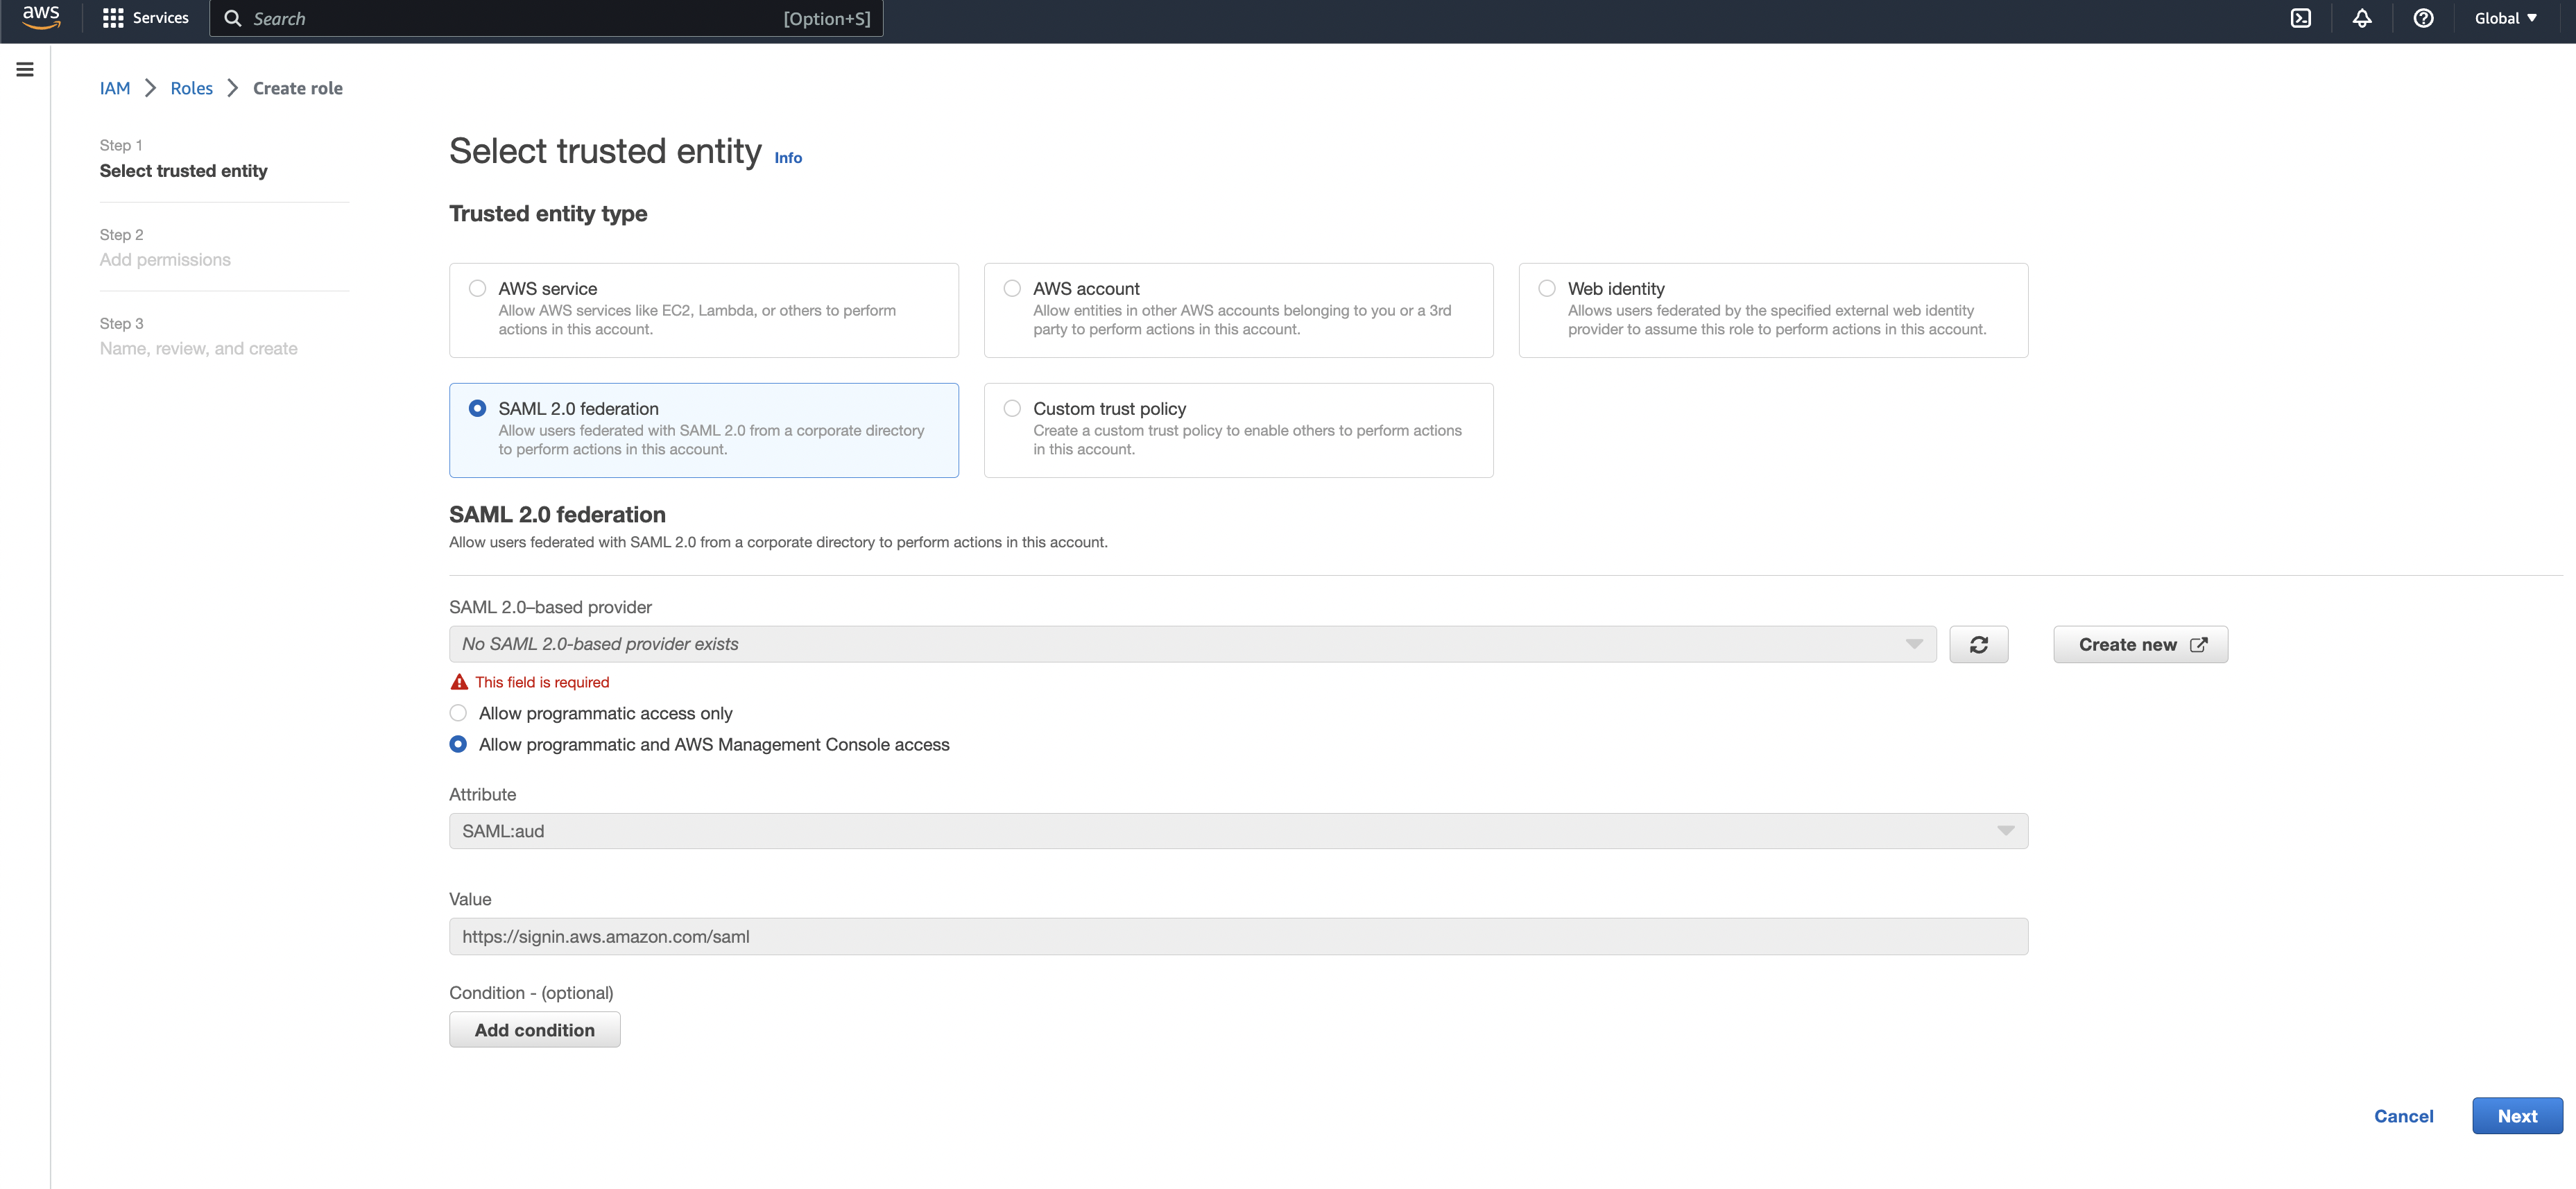 aws
Services
Search
[Option+S]
Global
IAM
Roles
Create role
Step 1
Select trusted entity
Step 2
Add permissions
Step 3
Name, review, and create
Select trusted entity Info
Trusted entity type
AWS service
Allow AWS services like EC2, Lambda, or others to perform
actions in this account.
AWS account
Allow entities in other AWS accounts belonging to you or a 3rd
party to perform actions in this account.
Web identity
Allows users federated by the specified external web identity
provider to assume this role to perform actions in this account.
SAML 2.0 federation
Allow users federated with SAML 2.0 from a corporate directory
to perform actions in this account.
Custom trust policy
Create a custom trust policy to enable others to perform actions
in this account.
SAML 2.0 federation
Allow users federated with SAML 2.0 from a corporate directory to perform actions in this account.
SAML 2.0–based provider
No SAML 2.0-based provider exists
Create new
This field is required
Allow programmatic access only
Allow programmatic and AWS Management Console access
Attribute
SAML:aud
Value
https://signin.aws.amazon.com/saml
Condition - (optional)
Add condition
Cancel
Next